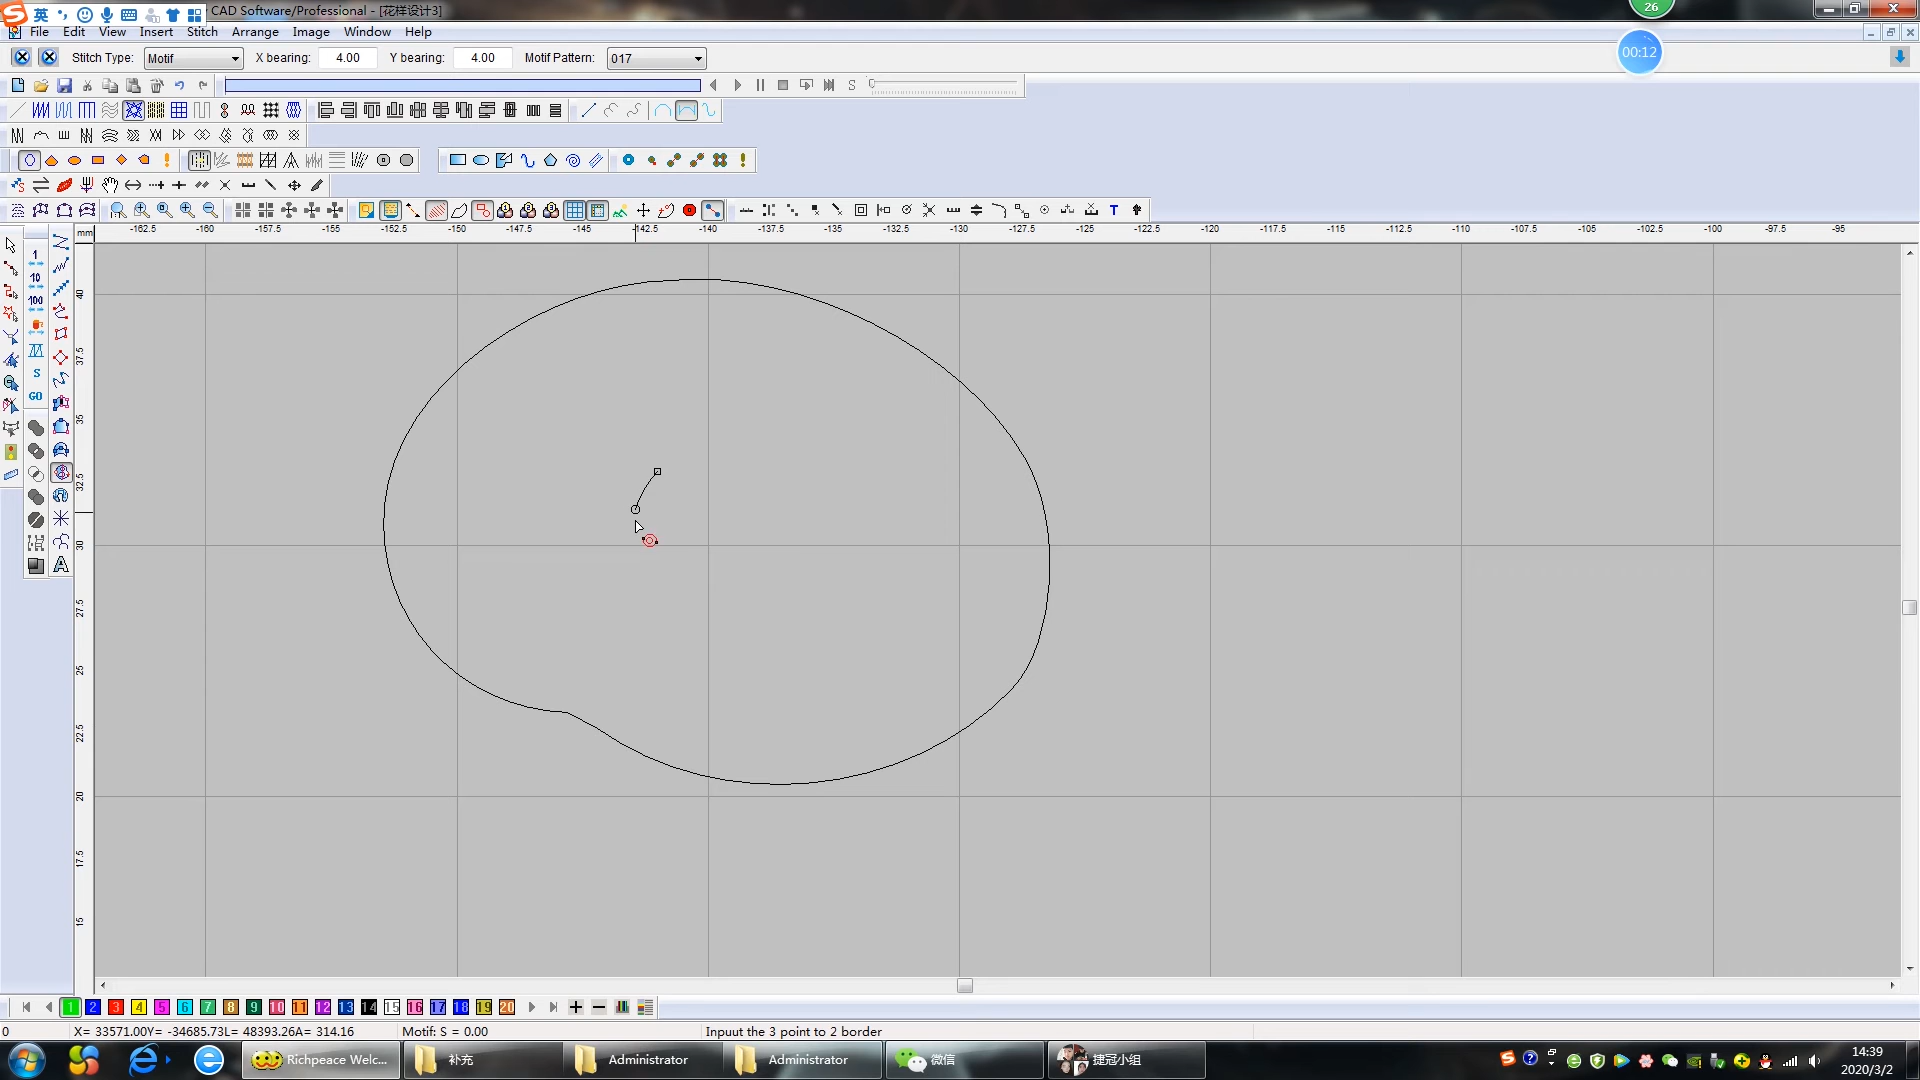 英
CAD Software/Professional - [花样设计3]
26
File Edit View Insert Stitch Arrange Image Window Help
00:12
Stitch Type: Motif X bearing: 4.00 Y bearing: 4.00 Motif Pattern: 017
S
mm -162.5 -160 -157.5 -155 -152.5 -150 -147.5 -145 -142.5 -140 -137.5 -135 -132.5 -130 -127.5 -125 -122.5 -120 -117.5 -115 -112.5 -110 -107.5 -105 -102.5 -100 -97.5 -95
1
10
100
S
GO
A
40
37.5
35
32.5
30
27.5
25
22.5
20
17.5
15
1 2 3 4 5 6 7 8 9 10 11 12 13 14 15 16 17 18 19 20
0 X= 33571.00Y= -34685.73L= 48393.26A= 314.16 Motif: S = 0.00 Inpuut the 3 point to 2 border
Richpeace Welc... 补充 Administrator Administrator 微信 捷冠小组
14:39
2020/3/2